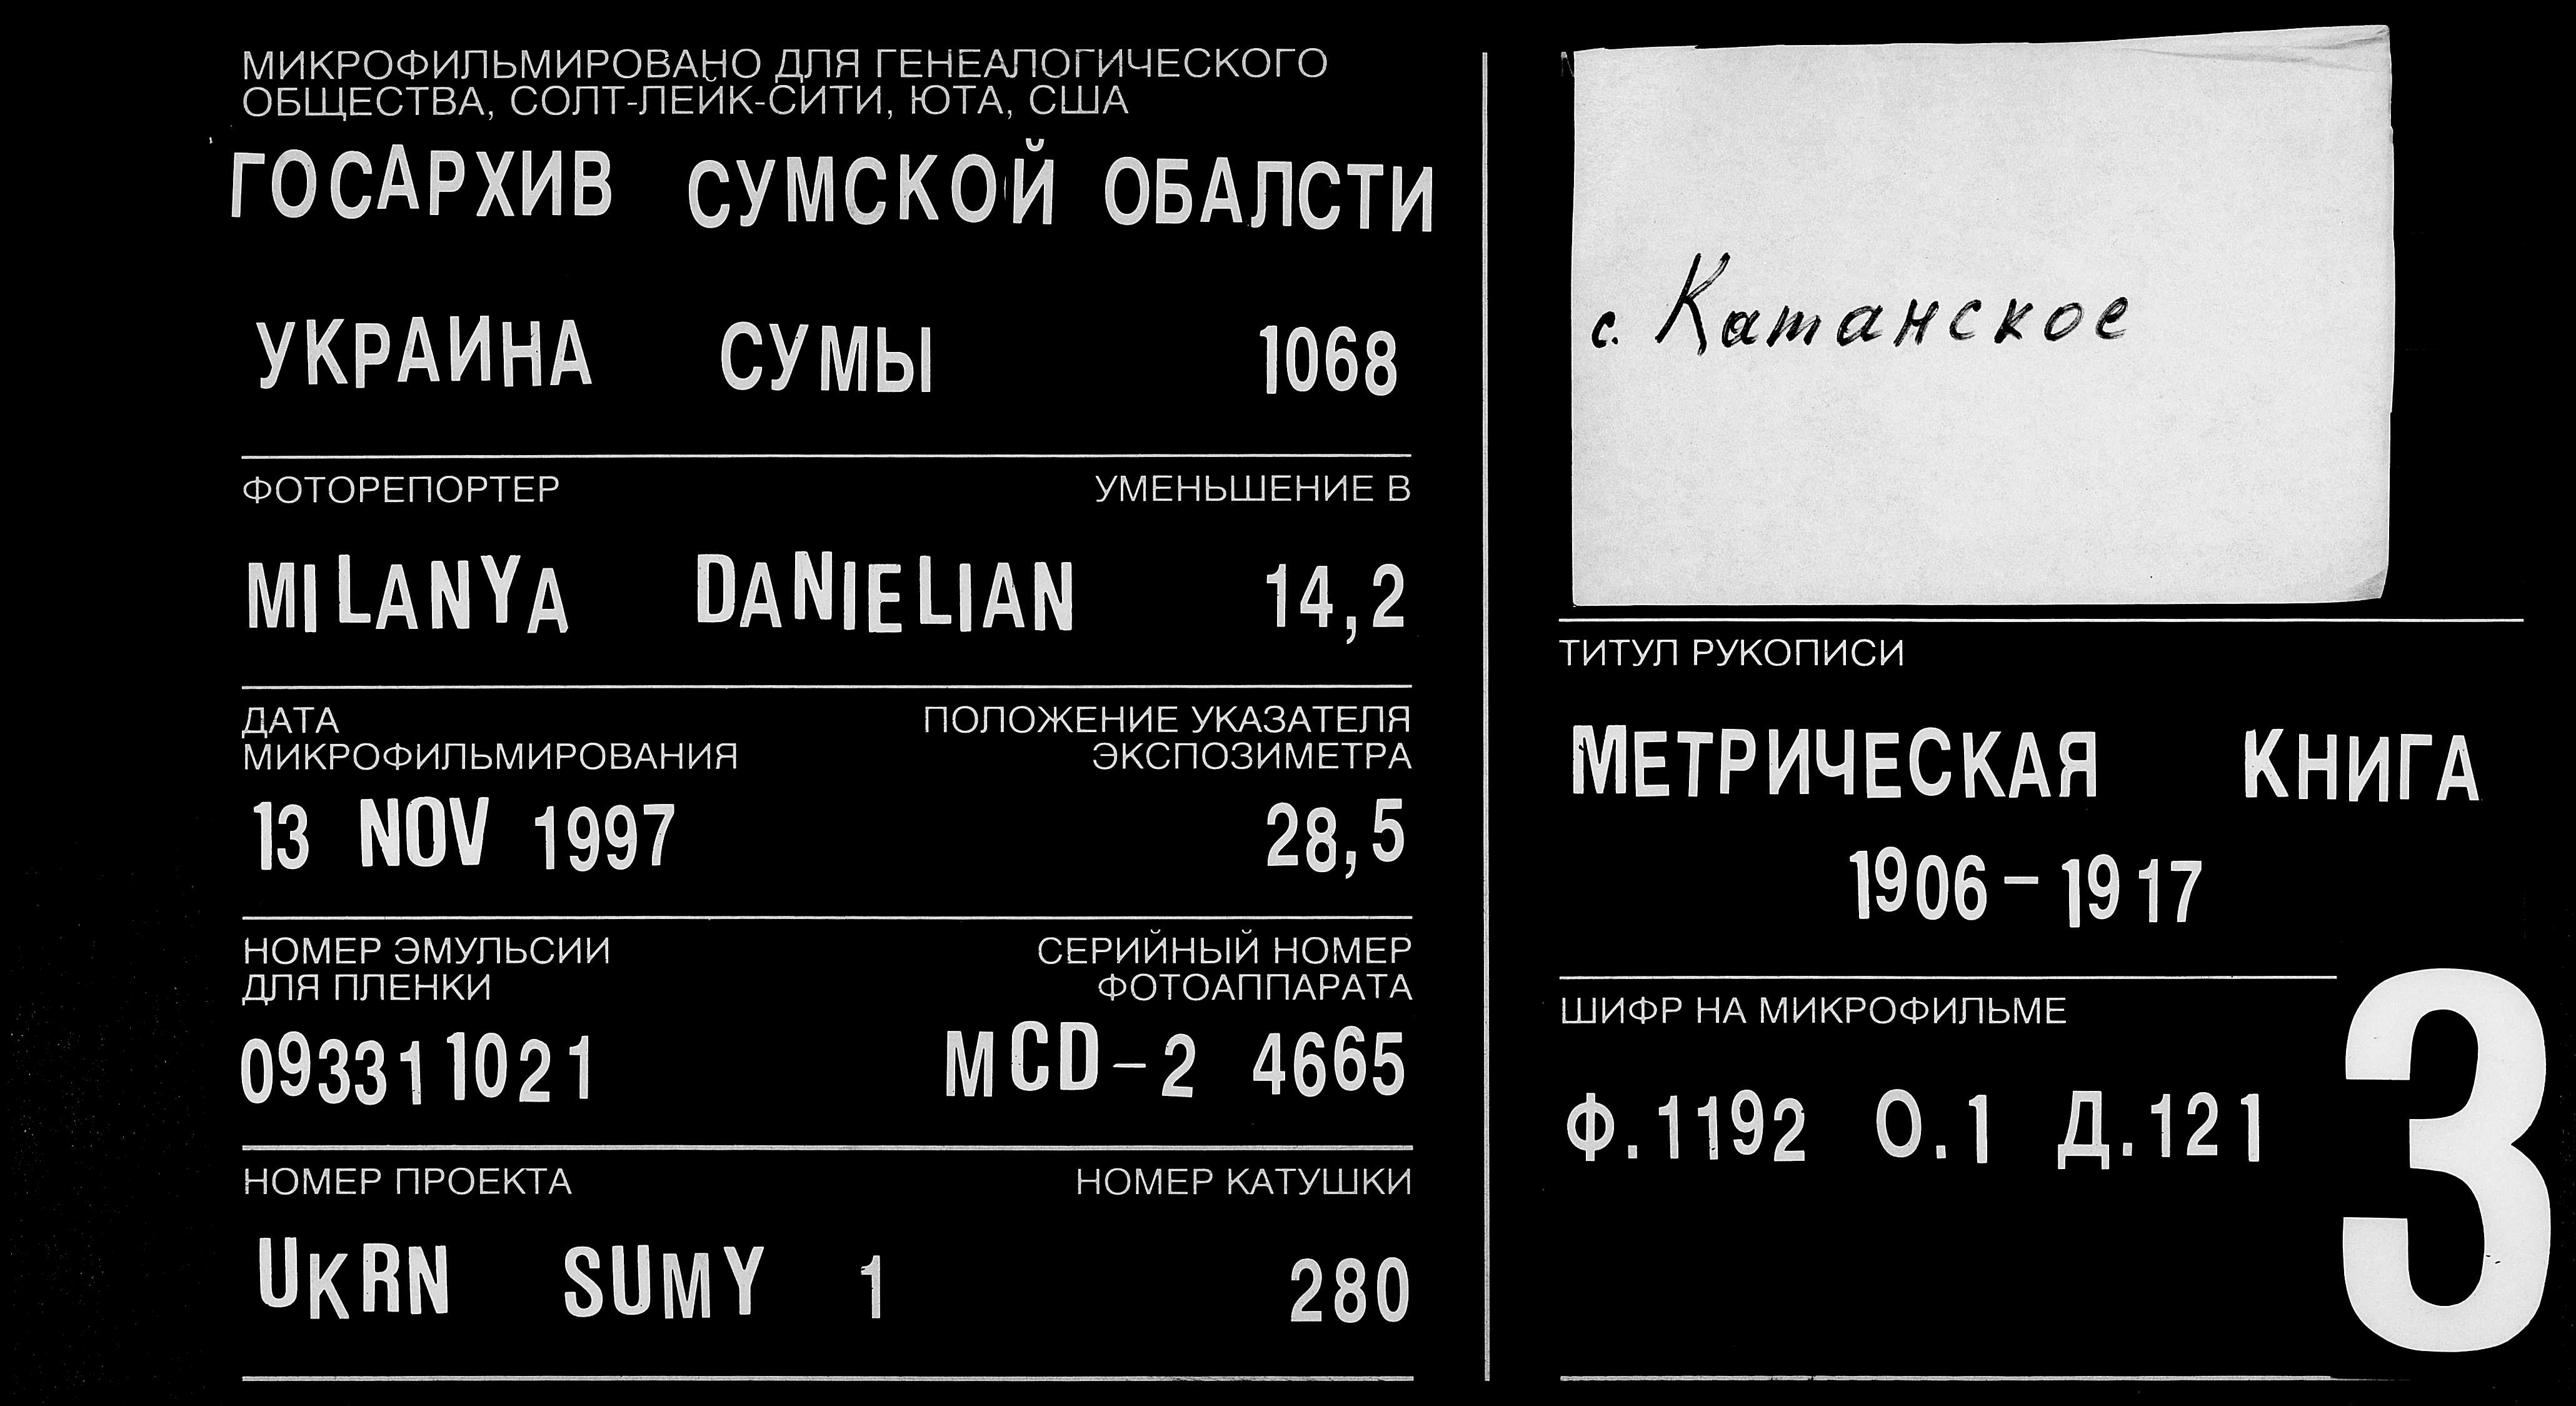 МИКРОФИЛЬМИРОВАНО ДЛЯ ГЕНЕАЛОГИЧЕСКОГО
ОБЩЕСТВА, СОЛТ-ЛЕЙК-СИТИ, ЮТА, США
ГОСАРХИВ СУМСКОЙ ОБАЛСТИ
УКРАИНА СУМЫ 1068
ФОТОРЕПОРТЕР УМЕНЬШЕНИЕ В
MILANYA DANIELIAN 14,2
ДАТА ПОЛОЖЕНИЕ УКАЗАТЕЛЯ
МИКРОФИЛЬМИРОВАНИЯ ЭКСПОЗИМЕТРА
13 NOV 1997 28,5
НОМЕР ЭМУЛЬСИИ СЕРИЙНЫЙ НОМЕР
ДЛЯ ПЛЕНКИ ФОТОАППАРАТА
09331 1021 MCD-2 4665
НОМЕР ПРОЕКТА НОМЕР КАТУШКИ
UKRN SUMY 1 280
с. Катанское
ТИТУЛ РУКОПИСИ
МЕТРИЧЕСКАЯ КНИГА
1906-1917
ШИФР НА МИКРОФИЛЬМЕ
Ф.1192 О.1 Д.121
3